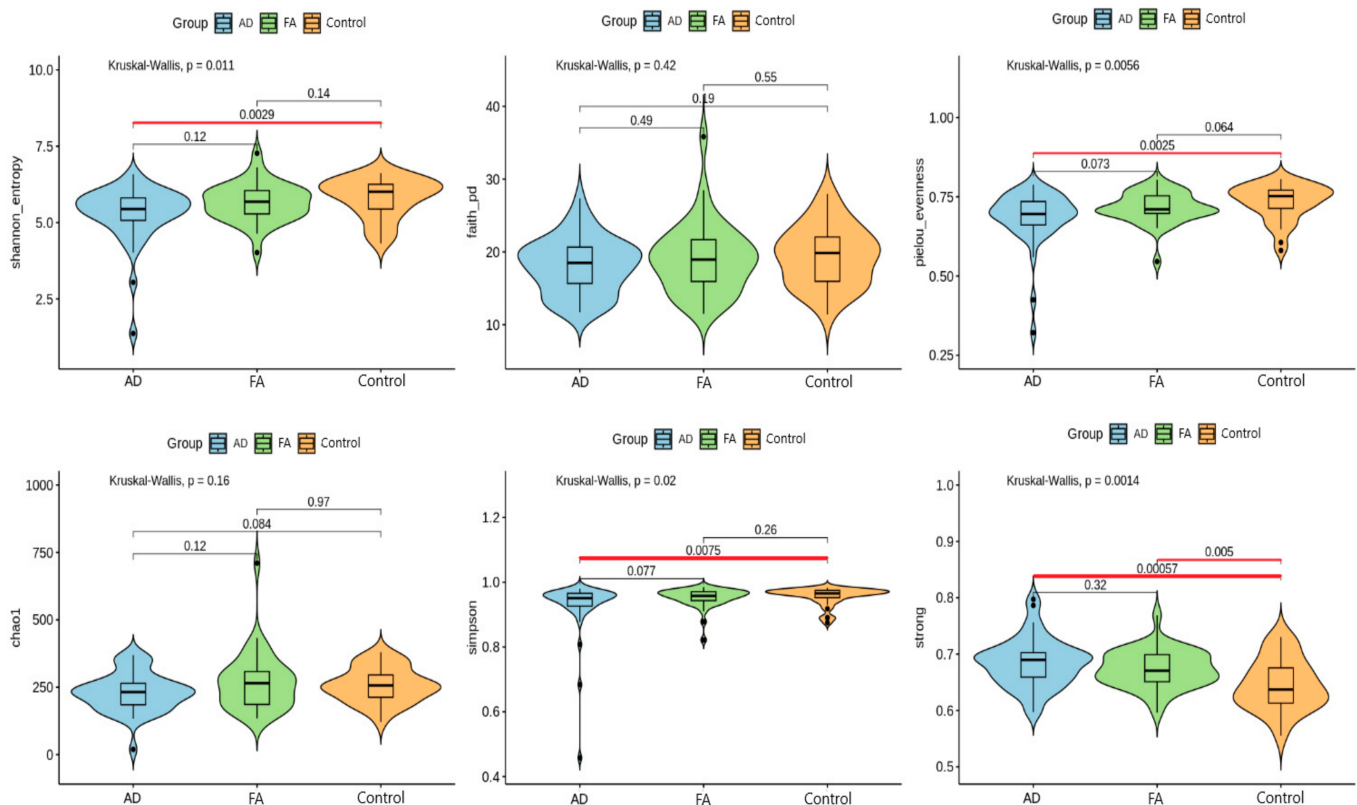 Group AD FA Control
Kruskal-Wallis, p = 0.011
10.0
7.5
5.0
2.5
shannon_entropy
0.14
0.0029
0.12
AD FA Control
Group AD FA Control
Kruskal-Wallis, p = 0.42
40
30
20
10
faith_pd
0.55
0.19
0.49
AD FA Control
Group AD FA Control
Kruskal-Wallis, p = 0.0056
1.00
0.75
0.50
0.25
pielou_evenness
0.064
0.0025
0.073
AD FA Control
Group AD FA Control
Kruskal-Wallis, p = 0.16
1000
750
500
250
0
chao1
0.97
0.084
0.12
AD FA Control
Group AD FA Control
Kruskal-Wallis, p = 0.02
1.2
1.0
0.8
0.6
0.4
simpson
0.26
0.0075
0.077
AD FA Control
Group AD FA Control
Kruskal-Wallis, p = 0.0014
1.0
0.9
0.8
0.7
0.6
0.5
strong
0.005
0.00057
0.32
AD FA Control